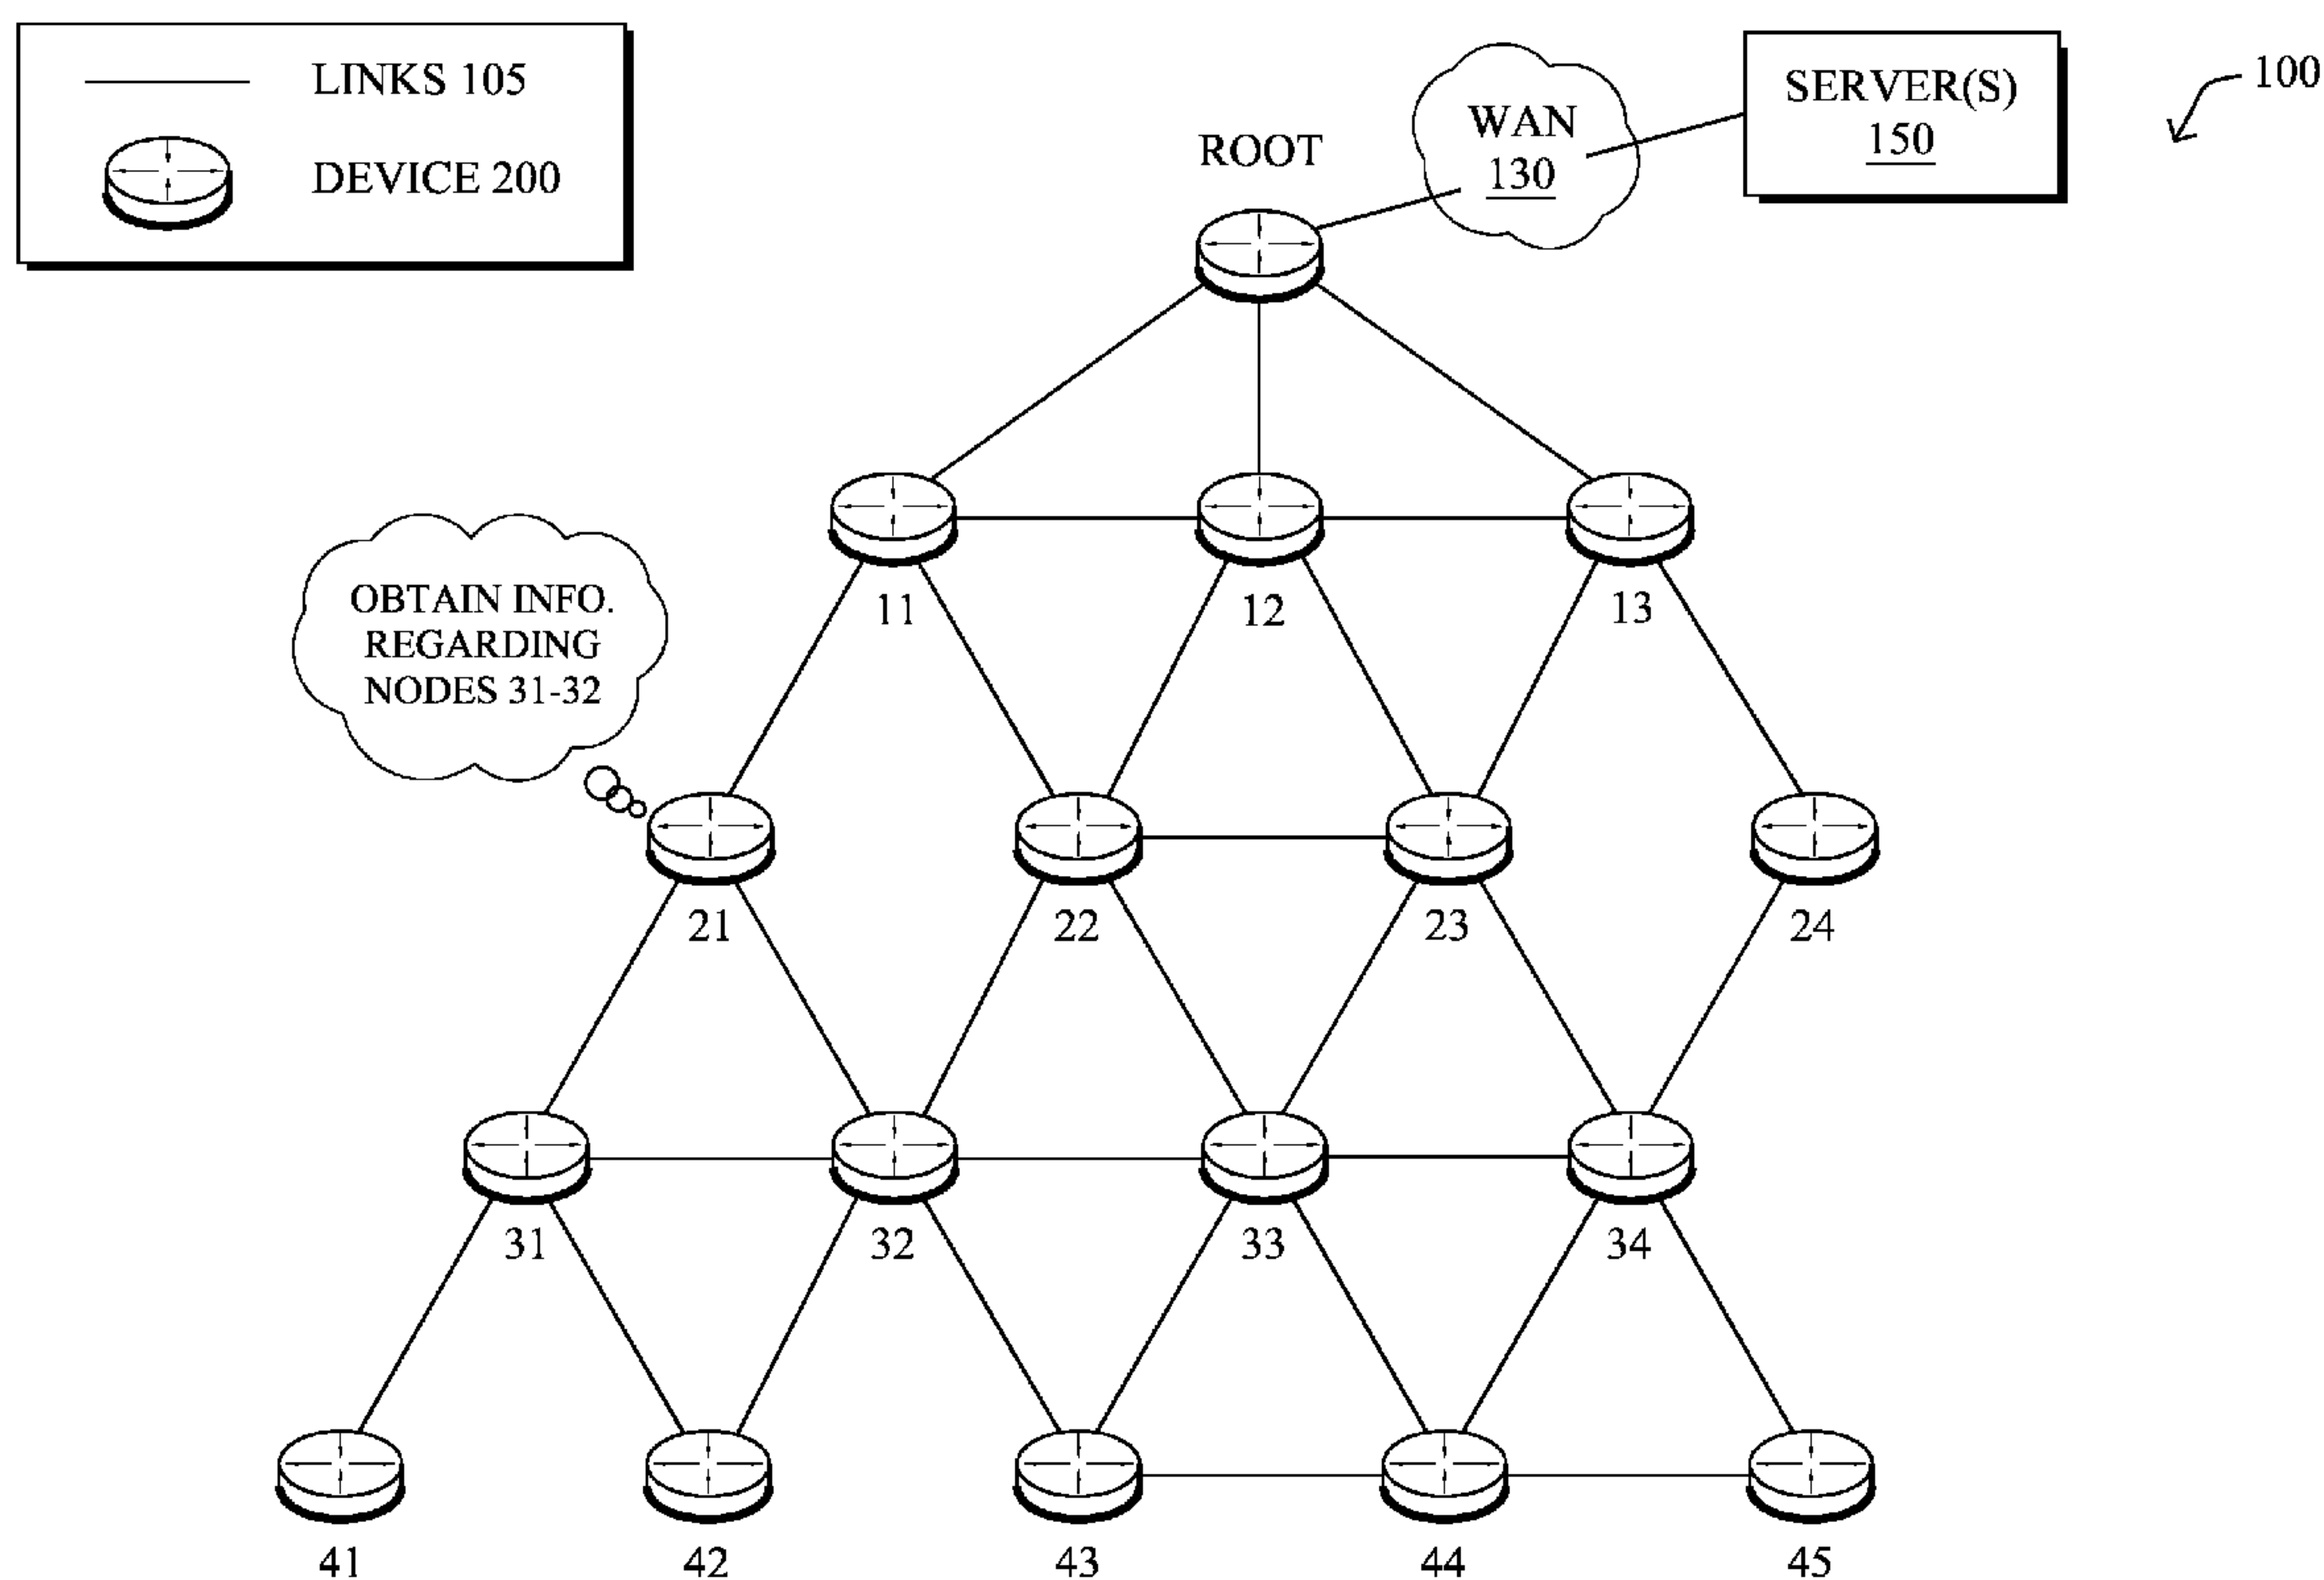 LINKS 105
DEVICE 200
ROOT
WAN
130
SERVER(S)
150
100
11
12
13
OBTAIN INFO.
REGARDING
NODES 31-32
21
22
23
24
31
32
33
34
41
42
43
44
45